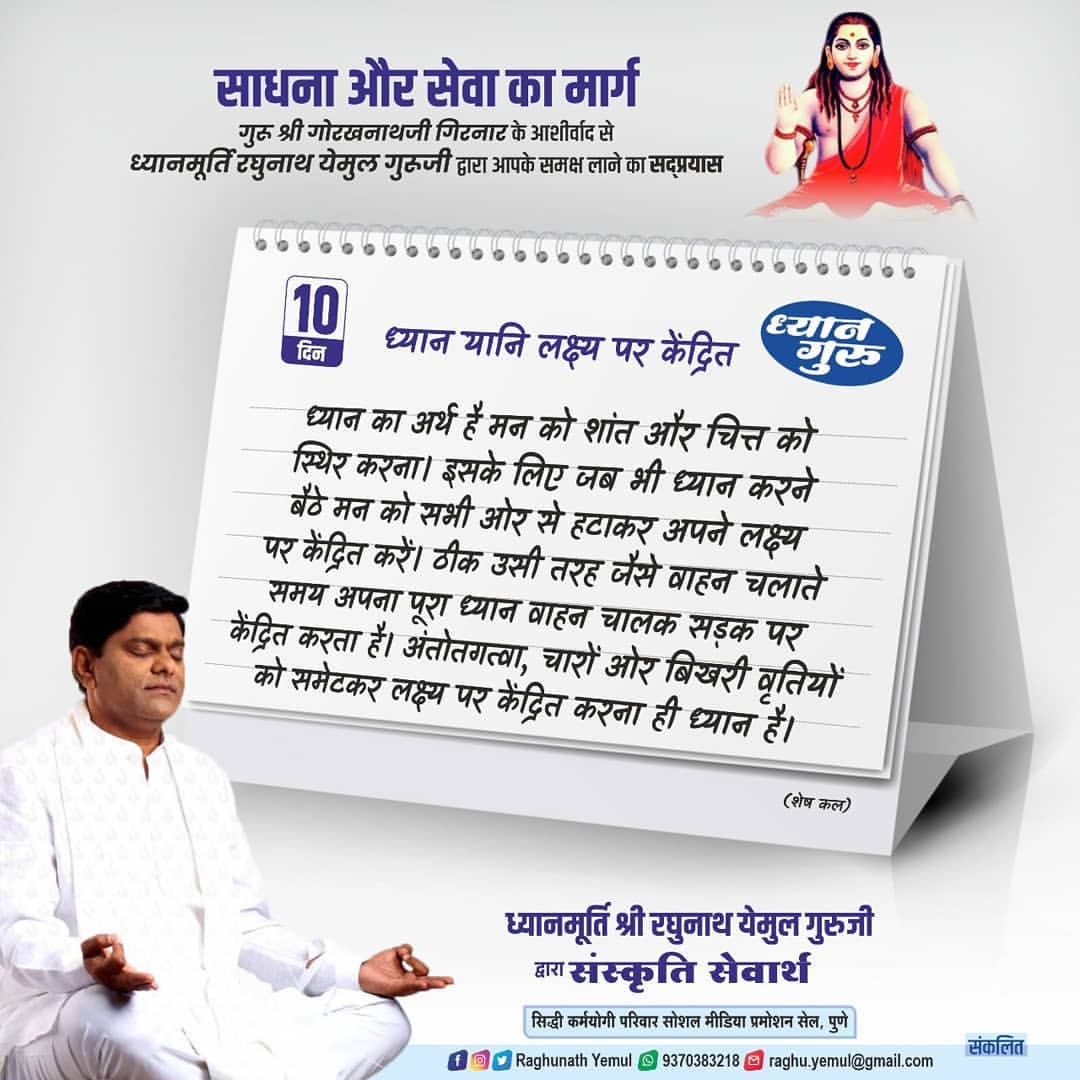 साधना और सेवा का मार्ग
गुरू श्री गोरखनाथजी गिरनार के आशीर्वाद से
ध्यानमूर्ति रघुनाथ येमुल गुरूजी द्वारा आपके समक्ष लाने का सद्प्रयास
10
दिन
ध्यान यानि लक्ष्य पर केंद्रित
ध्यान
गुरू
ध्यान का अर्थ है मन को शांत और चित्त को
स्थिर करना। इसके लिए जब भी ध्यान करने
बैठे मन को सभी ओर से हटाकर अपने लक्ष्य
पर केंद्रित करें। ठीक उसी तरह जैसे वाहन चलाते
समय अपना पूरा ध्यान वाहन चालक सड़क पर
केंद्रित करता है। अंतोतगत्वा, चारों ओर बिखरी वृतियों
को समेटकर लक्ष्य पर केंद्रित करना ही ध्यान है।
(शेष कल)
ध्यानमूर्ति श्री रघुनाथ येमुल गुरूजी
द्वारा संस्कृति सेवार्थ
सिद्धी कर्मयोगी परिवार सोशल मीडिया प्रमोशन सेल, पुणे
संकलित
Raghunath Yemul 9370383218 raghu.yemul@gmail.com